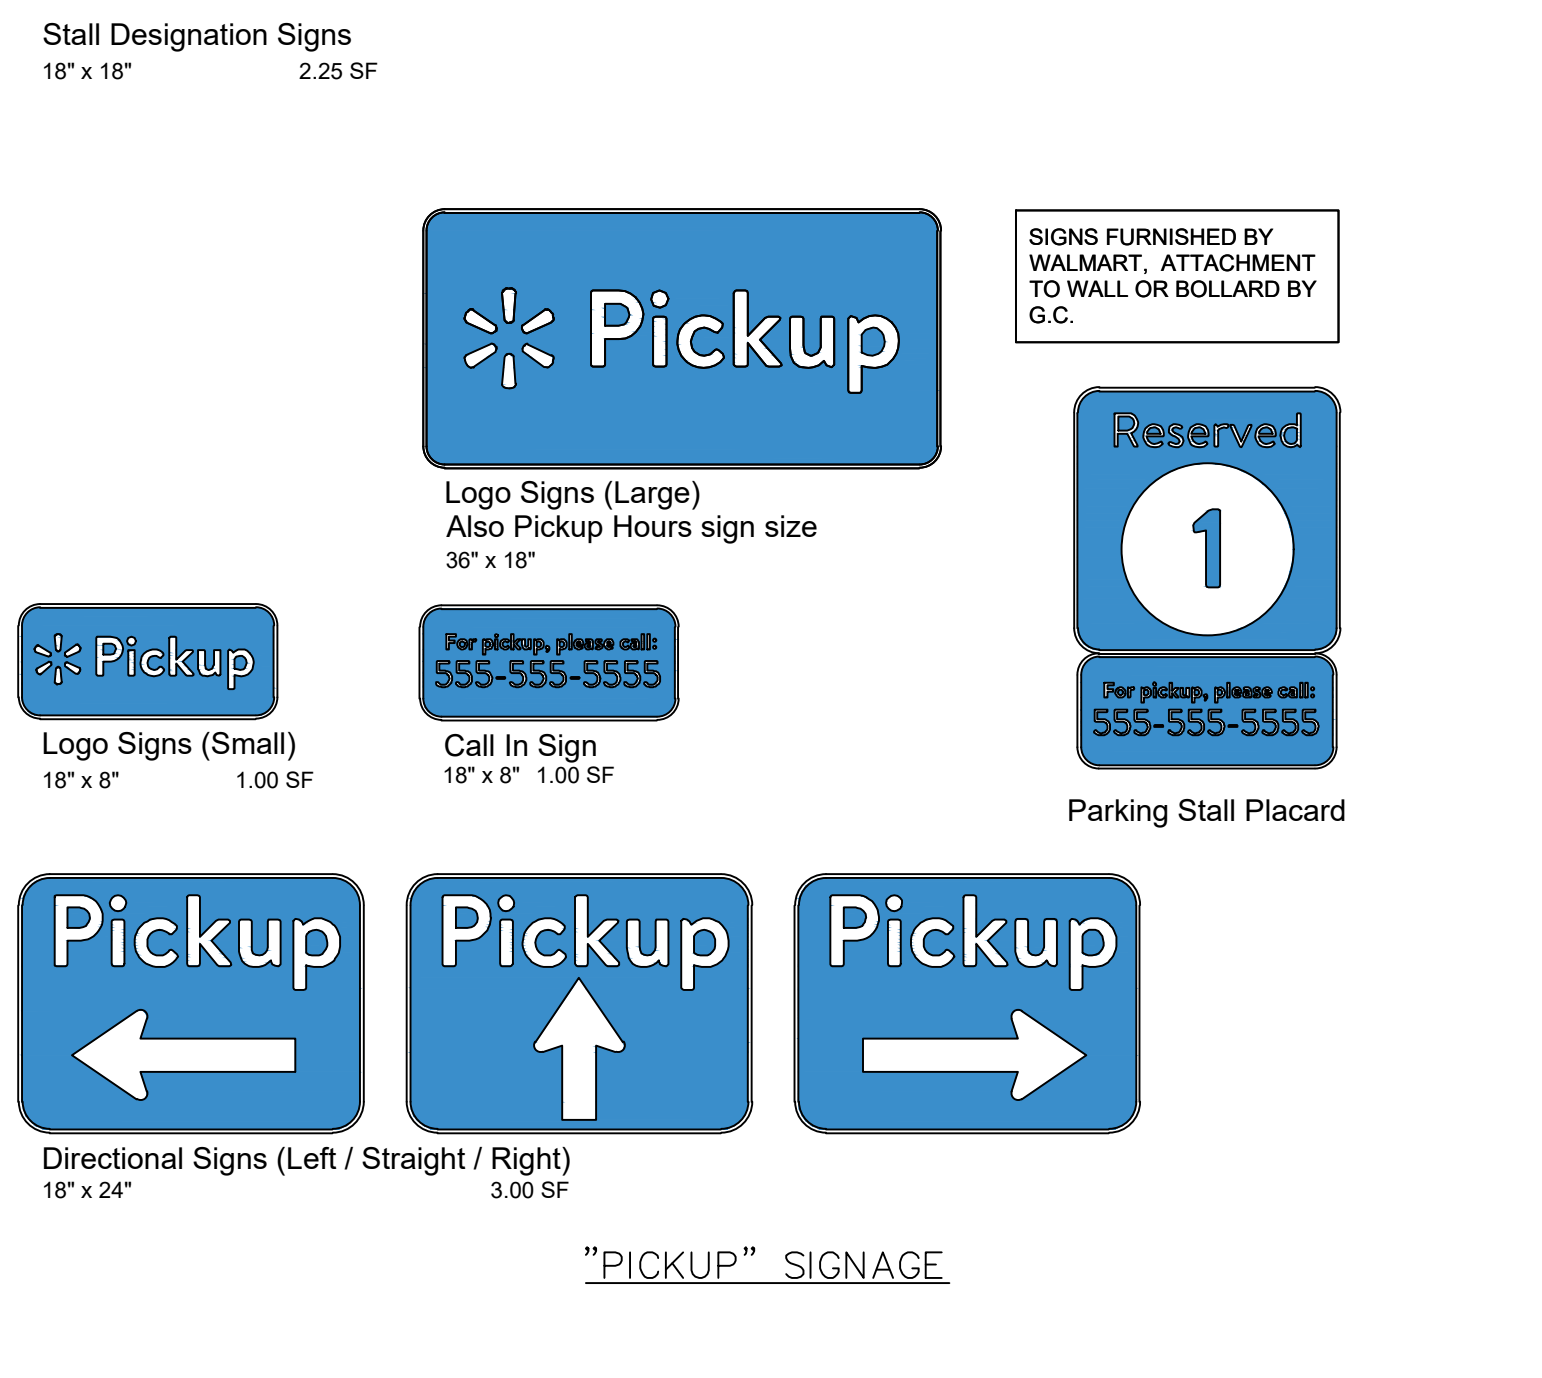 Stall Designation Signs
18" x 18" 2.25 SF
Pickup
Logo Signs (Large)
Also Pickup Hours sign size
36" x 18"
SIGNS FURNISHED BY
WALMART, ATTACHMENT
TO WALL OR BOLLARD BY
G.C.
Reserved
1
For pickup, please call:
555-555-5555
Parking Stall Placard
Pickup
Logo Signs (Small)
18" x 8" 1.00 SF
For pickup, please call:
555-555-5555
Call In Sign
18" x 8" 1.00 SF
Pickup
Pickup
Pickup
Directional Signs (Left / Straight / Right)
18" x 24" 3.00 SF
"PICKUP" SIGNAGE